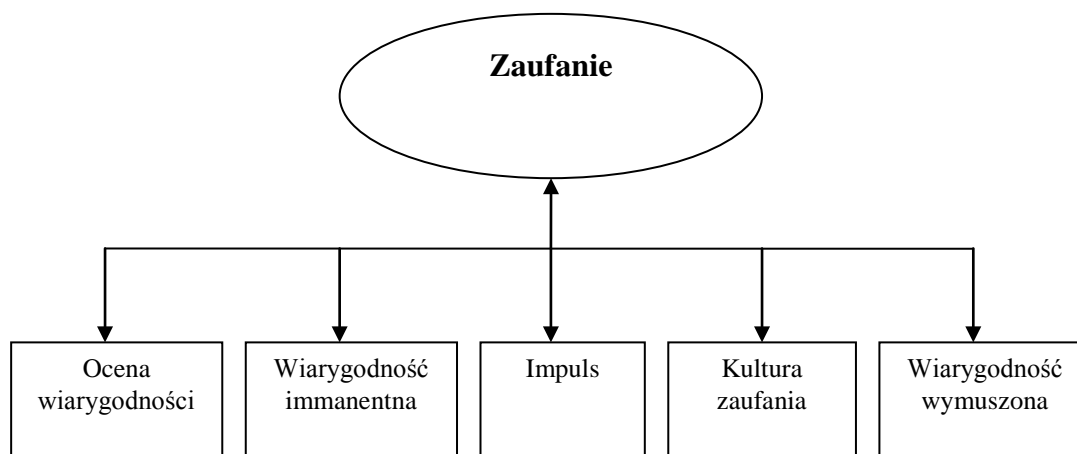 Zaufanie
Ocena
wiarygodności
Wiarygodność
immanentna
Impuls
Kultura
zaufania
Wiarygodność
wymuszona